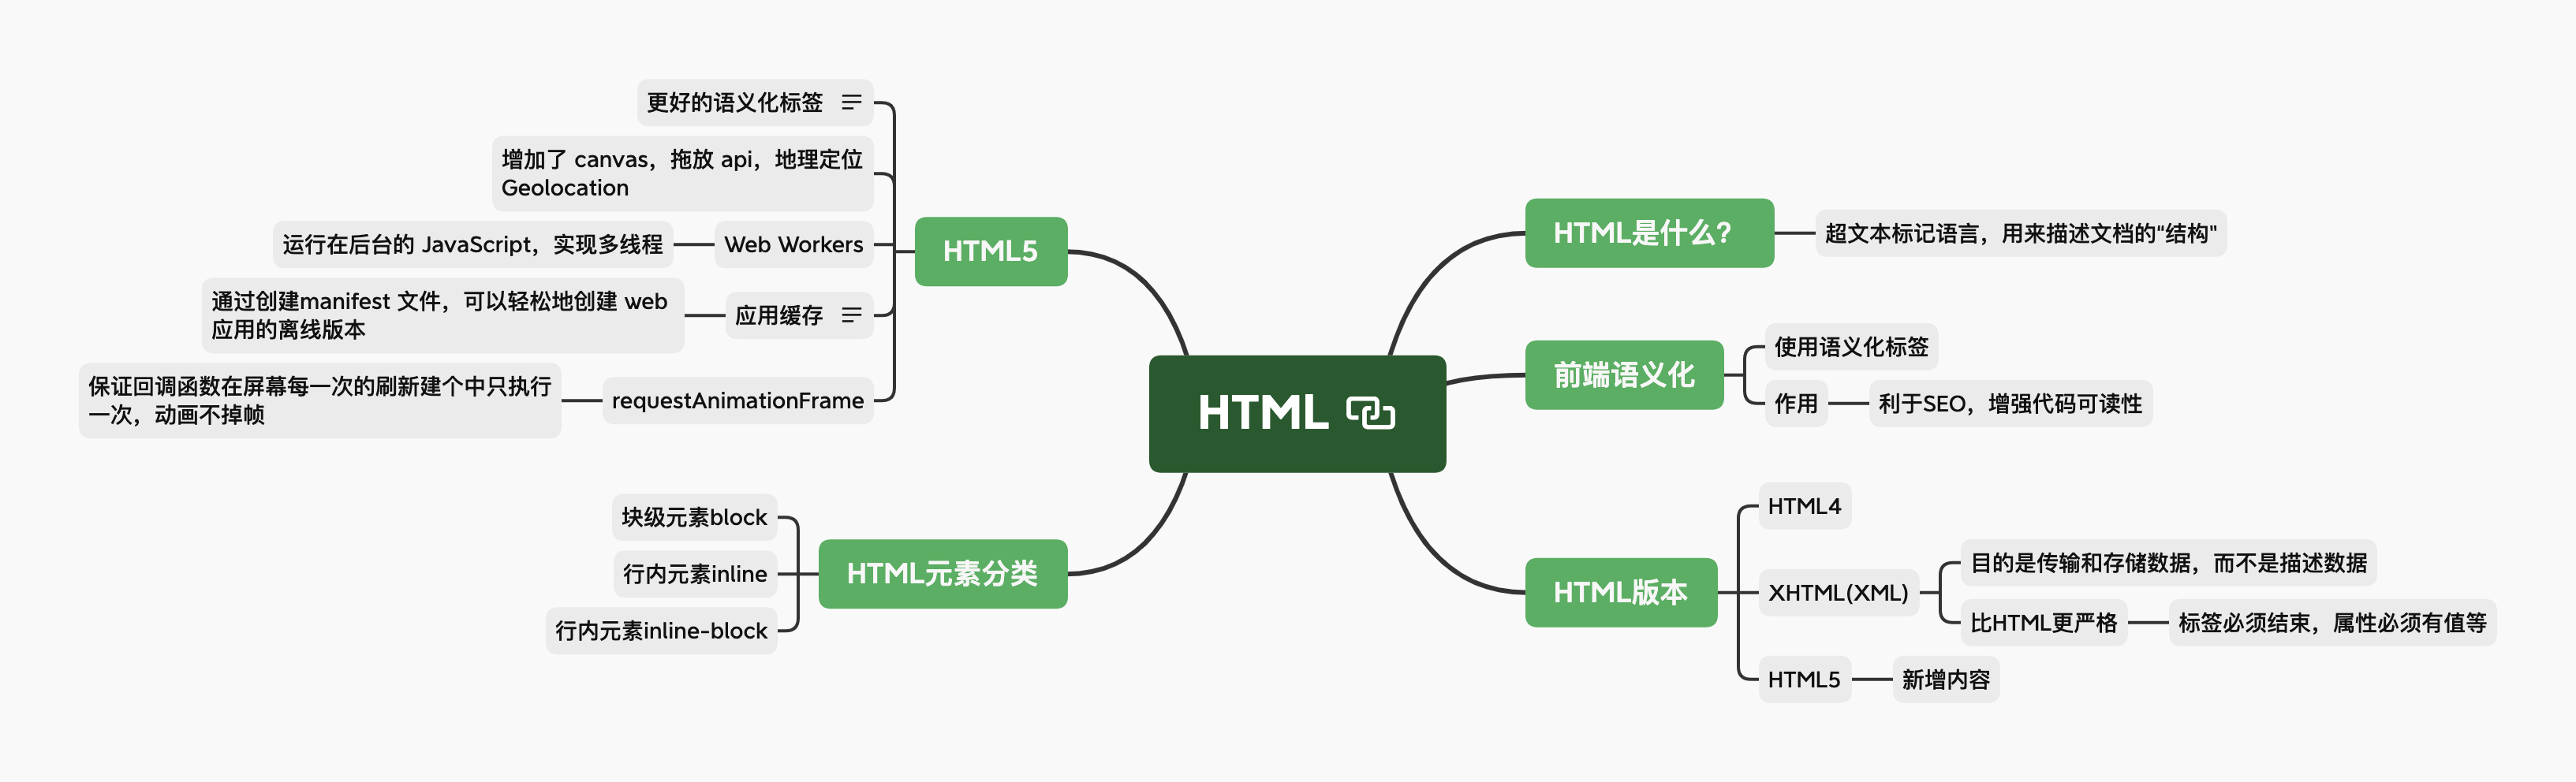 HTML
HTML是什么?
超文本标记语言，用来描述文档的“结构"
前端语义化
使用语义化标签
作用
利于SEO，增强代码可读性
HTML版本
HTML4
XHTML(XML)
目的是传输和存储数据，而不是描述数据
比HTML更严格
标签必须结束，属性必须有值等
HTML5
新增内容
HTML5
更好的语义化标签
增加了 canvas，拖放 api，地理定位
Geolocation
Web Workers
运行在后台的 JavaScript，实现多线程
应用缓存
通过创建manifest 文件，可以轻松地创建 web
应用的离线版本
requestAnimationFrame
保证回调函数在屏幕每一次的刷新建个中只执行
一次，动画不掉帧
HTML元素分类
块级元素block
行内元素inline
行内元素inline-block